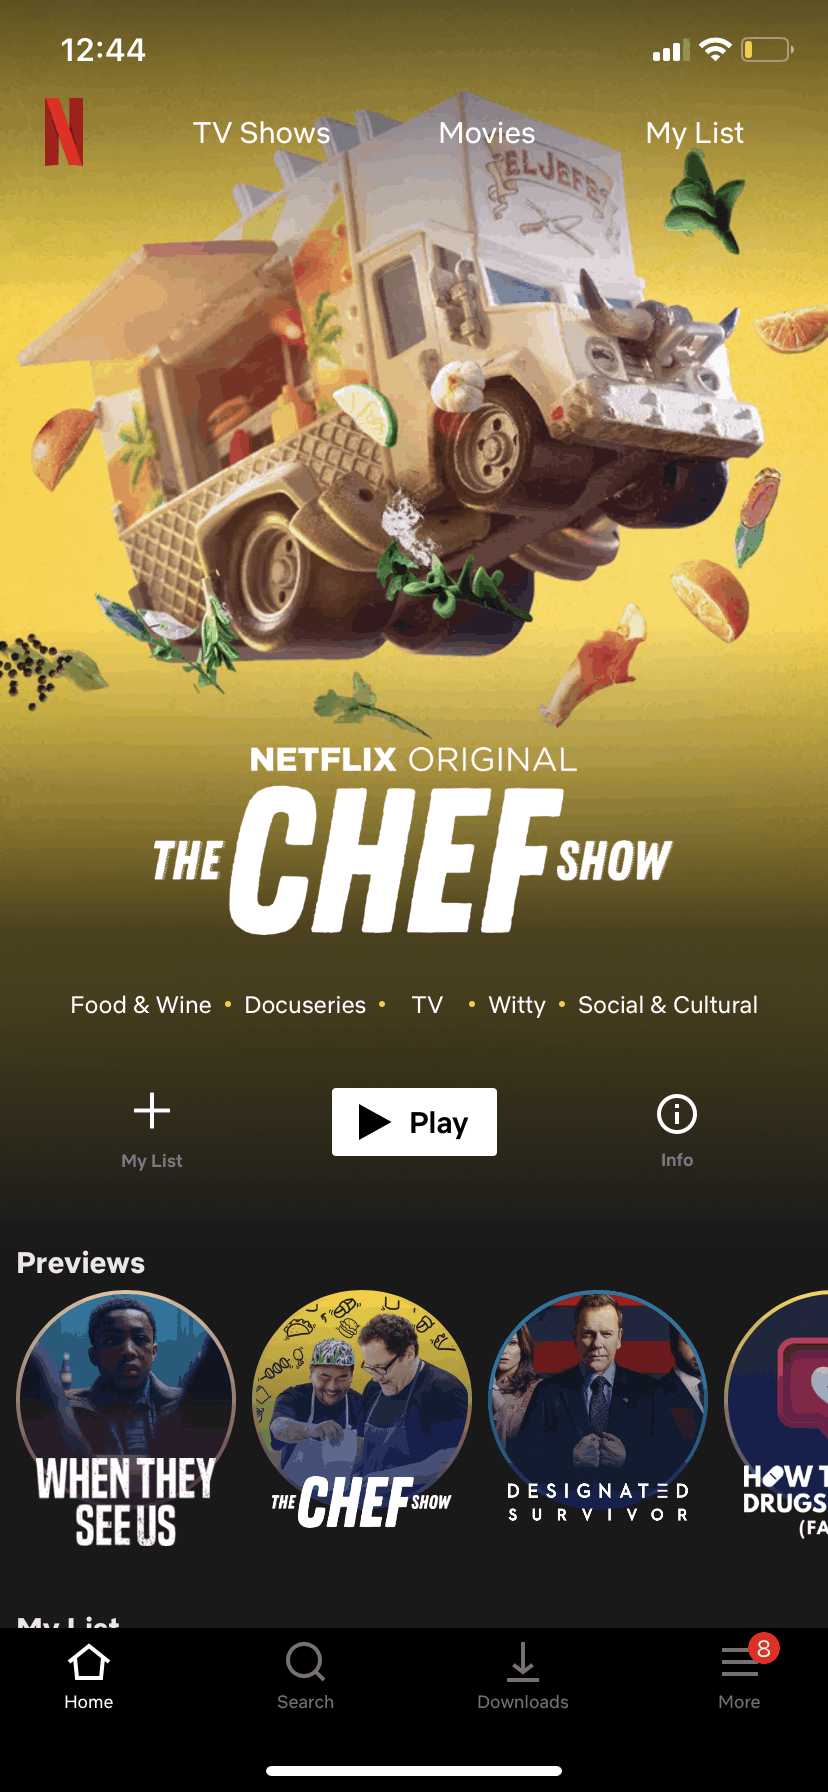 12:44
N
TV Shows Movies My List
ELJEFE
NETFLIX ORIGINAL
THE CHEF SHOW
Food & Wine • Docuseries • TV • Witty • Social & Cultural
My List
Play
Info
Previews
WHEN THEY
SEE US
THE CHEF SHOW
DESIGNATED
SURVIVOR
HOW T
DRUGS
(FA
My List
Home Search Downloads More
8